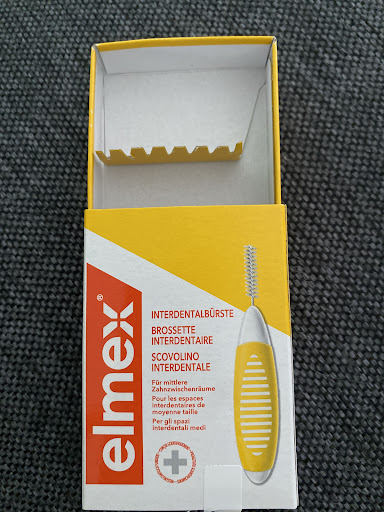 elmex®
INTERDENTALBÜRSTE
BROSSETTE
INTERDENTAIRE
SCOVOLINO
INTERDENTALE
Für mittlere
Zahnzwischenräume
Pour les espaces
interdentaires de
moyenne taille
Per gli spazi
interdentali medi